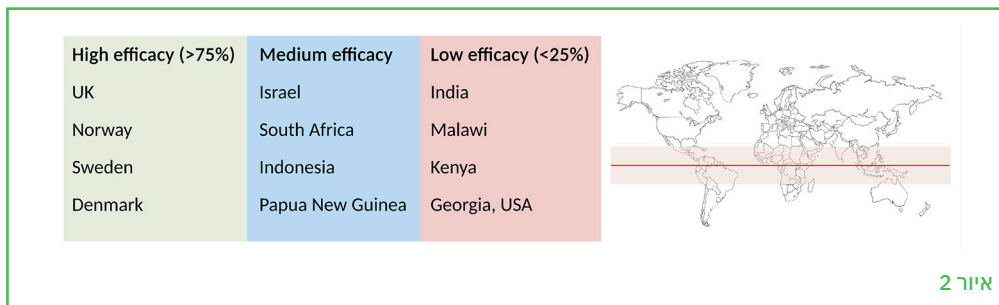 High efficacy (>75%) Medium efficacy Low efficacy (<25%)
UK Israel India
Norway South Africa Malawi
Sweden Indonesia Kenya
Denmark Papua New Guinea Georgia, USA
איור 2